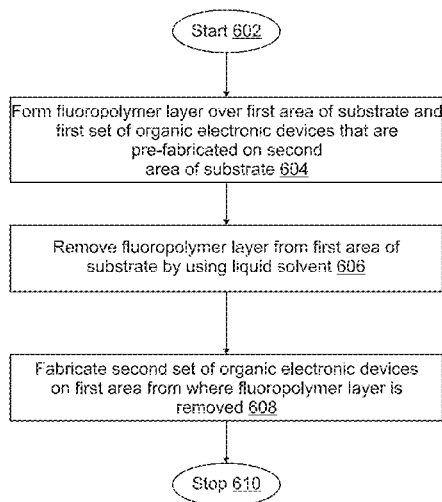 Start 602
Form fluoropolymer layer over first area of substrate and
first set of organic electronic devices that are
pre-fabricated on second
area of substrate 604
Remove fluoropolymer layer from first area of
substrate by using liquid solvent 606
Fabricate second set of organic electronic devices
on first area from where fluoropolymer layer is
removed 608
Stop 610